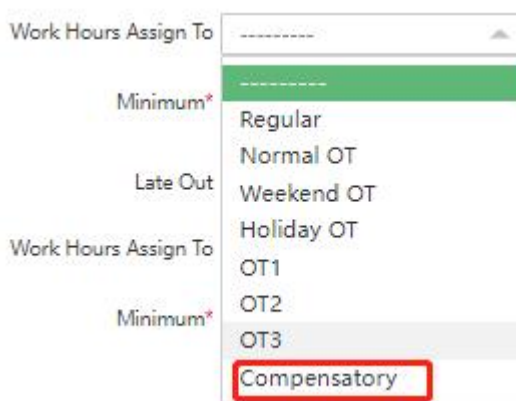 Work Hours Assign To ---------
---------
Minimum*
Regular
Normal OT
Late Out
Weekend OT
Holiday OT
Work Hours Assign To
OT1
OT2
Minimum*
OT3
Compensatory